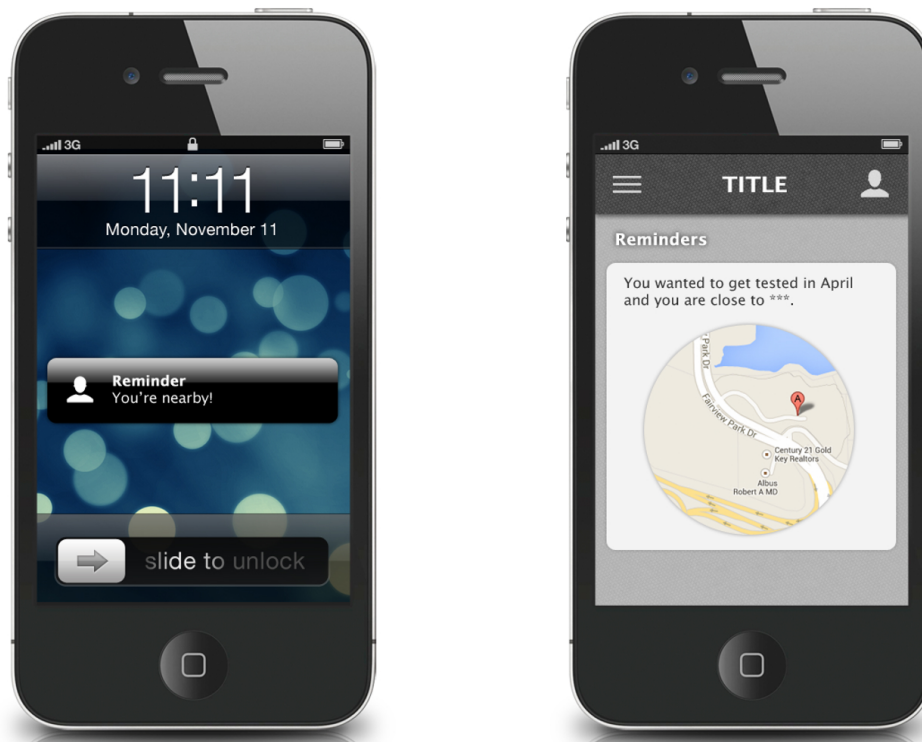 3G
11:11
Monday, November 11
Reminder
You're nearby!
slide to unlock
3G
TITLE
Reminders
You wanted to get tested in April
and you are close to ***.
Park Dr
Fairview Park Dr
A
Century 21 Gold
Key Realtors
Albus
Robert A MD